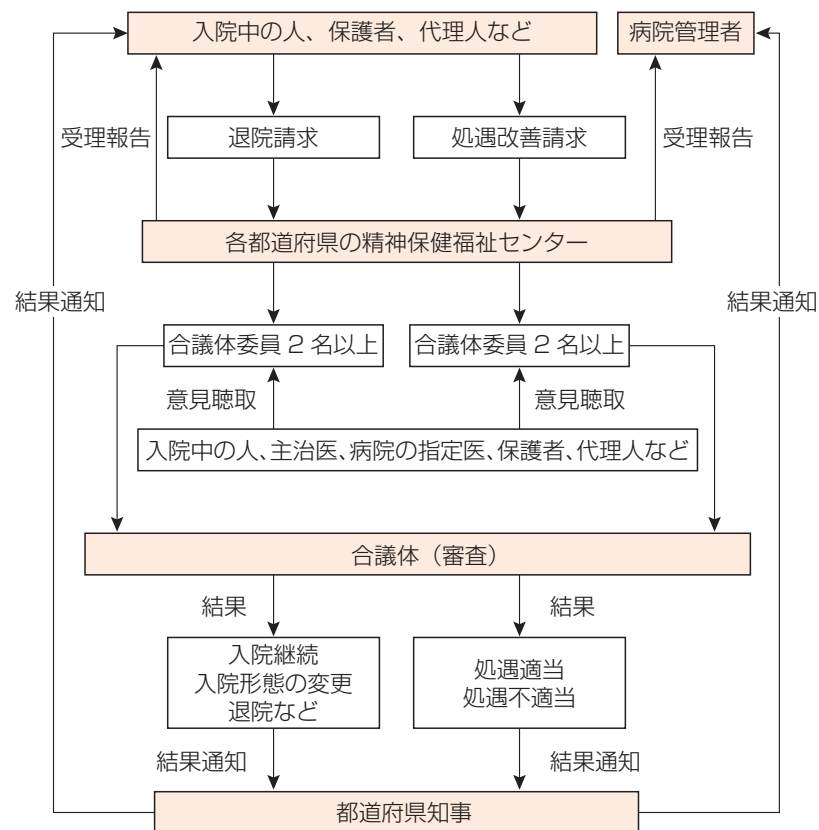 入院中の人、保護者、代理人など
病院管理者
受理報告
退院請求
処遇改善請求
受理報告
各都道府県の精神保健福祉センター
結果通知
結果通知
合議体委員 2 名以上
合議体委員 2 名以上
意見聴取
意見聴取
入院中の人、主治医、病院の指定医、保護者、代理人など
合議体（審査）
結果
結果
入院継続
入院形態の変更
退院など
処遇適当
処遇不適当
結果通知
結果通知
都道府県知事